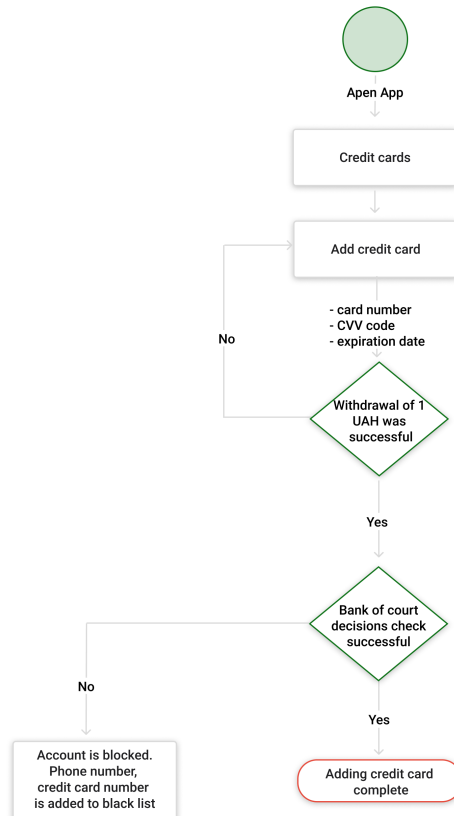 Apen App
Credit cards
Add credit card
- card number
- CVV code
- expiration date
No
Withdrawal of 1
UAH was
successful
Yes
Bank of court
decisions check
successful
No
Yes
Account is blocked.
Phone number,
credit card number
is added to black list
Adding credit card
complete